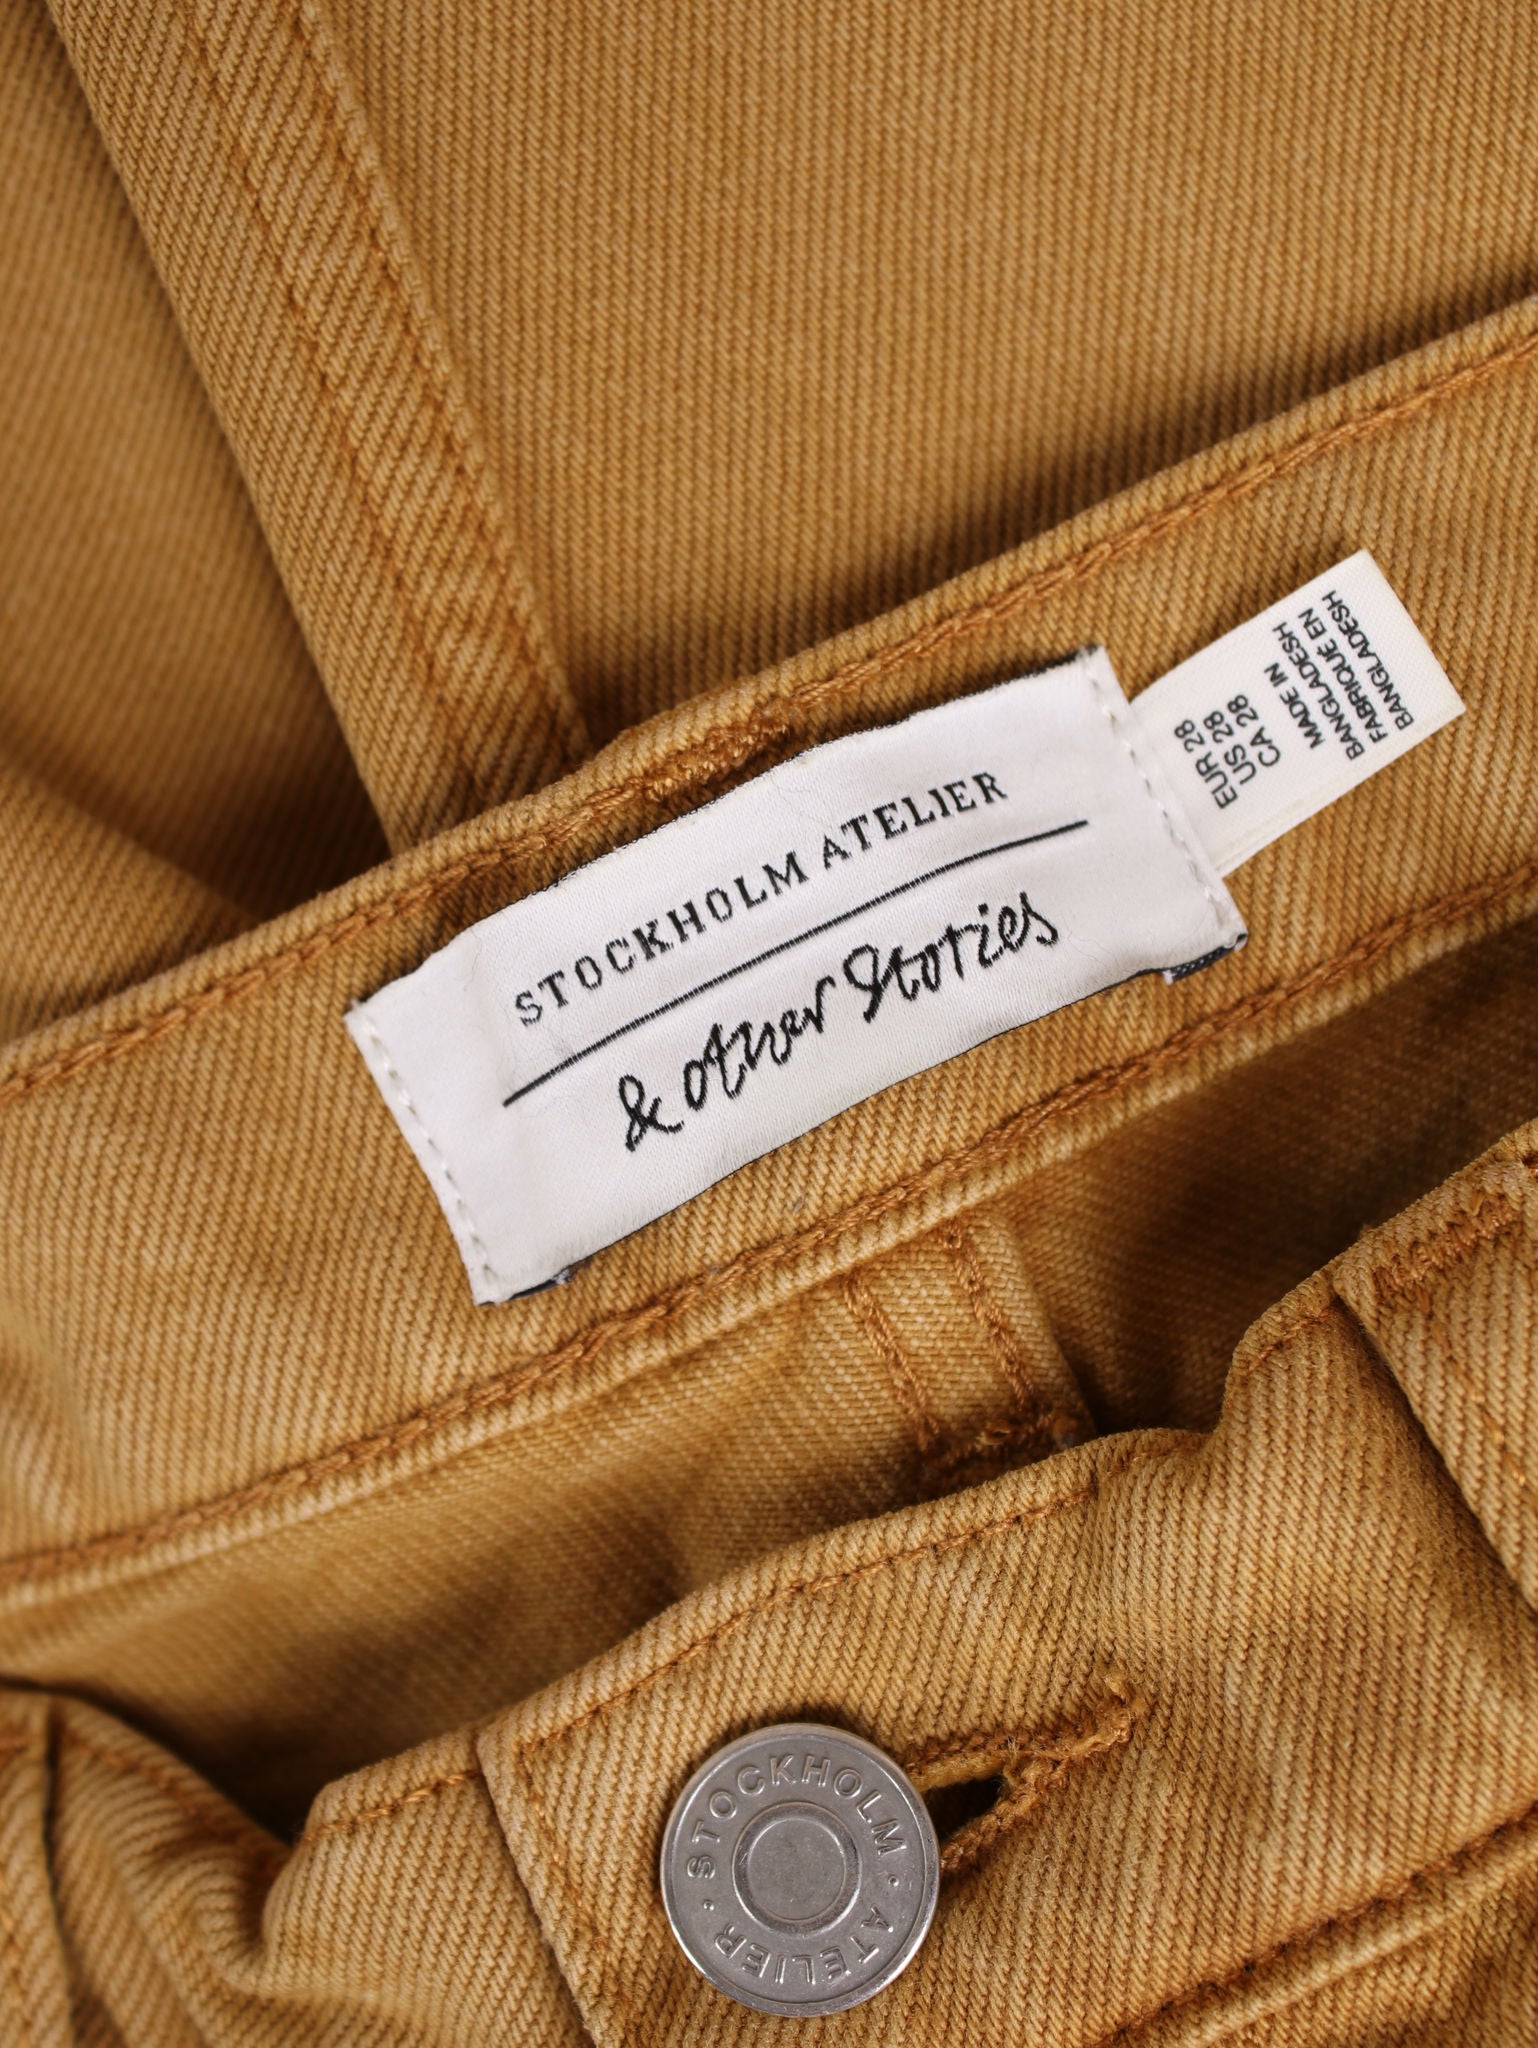 STOCKHOLM ATELIER
& Other Stories
EUR 28
US 28
CA 28
MADE IN
BANGLADESH
FABRIQUÉ EN
BANGLADESH
· STOCKHOLM · ATELIER